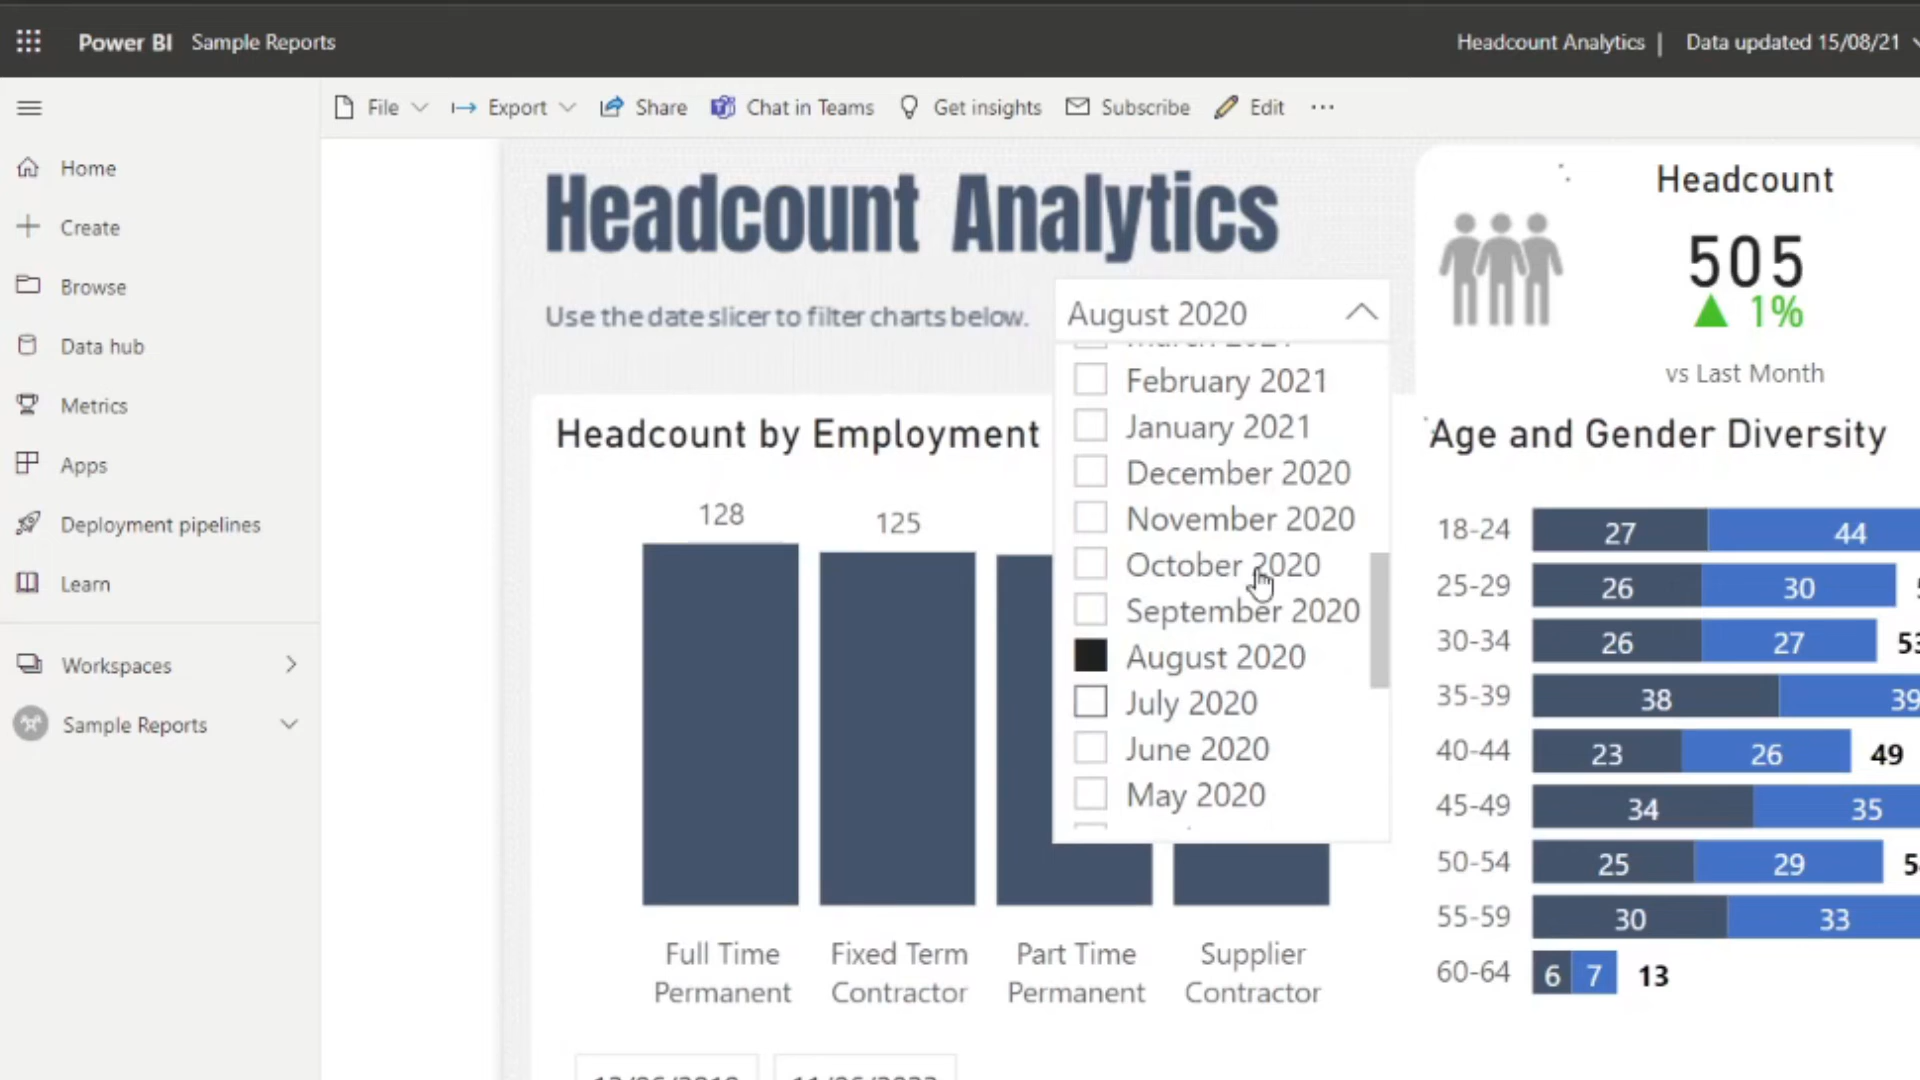 Power BI Sample Reports
Headcount Analytics | Data updated 15/08/21
File Export Share Chat in Teams Get insights Subscribe Edit ...
Home
Create
Browse
Data hub
Metrics
Apps
Deployment pipelines
Learn
Workspaces
Sample Reports
Headcount Analytics
Use the date slicer to filter charts below.
August 2020
March 2021
February 2021
January 2021
December 2020
November 2020
October 2020
September 2020
August 2020
July 2020
June 2020
May 2020
Headcount
505
1%
vs Last Month
Headcount by Employment
128
125
Full Time Permanent
Fixed Term Contractor
Part Time Permanent
Supplier Contractor
Age and Gender Diversity
18-24 27 44
25-29 26 30
30-34 26 27 53
35-39 38 39
40-44 23 26 49
45-49 34 35
50-54 25 29
55-59 30 33
60-64 6 7 13